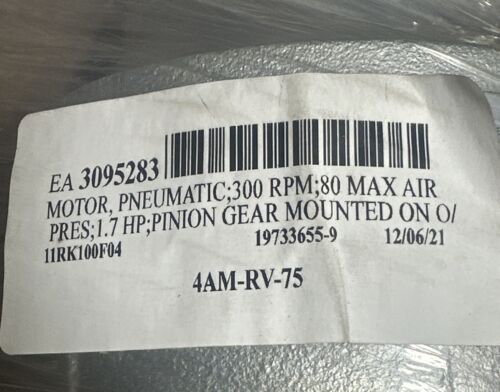 EA 3095283
MOTOR, PNEUMATIC;300 RPM;80 MAX AIR
PRES;1.7 HP;PINION GEAR MOUNTED ON O/
11RK100F04 19733655-9 12/06/21
4AM-RV-75